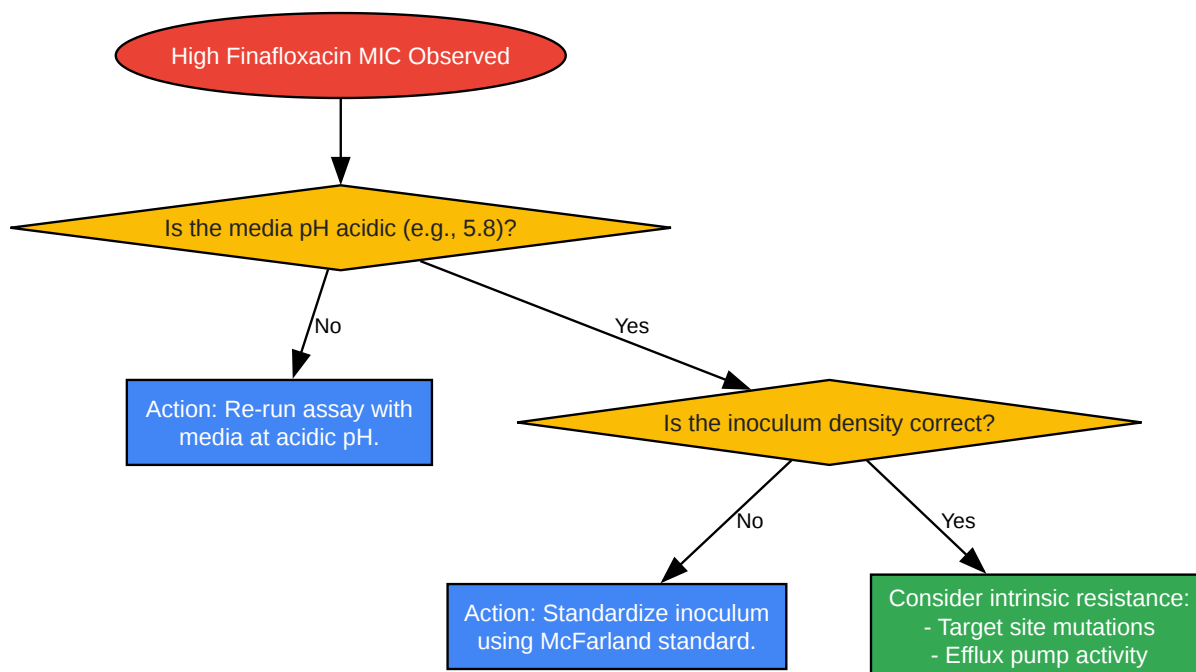 High Finafloxacin MIC Observed
Is the media pH acidic (e.g., 5.8)?
No
Yes
Action: Re-run assay with
media at acidic pH.
Is the inoculum density correct?
No
Yes
Action: Standardize inoculum
using McFarland standard.
Consider intrinsic resistance:
- Target site mutations
- Efflux pump activity